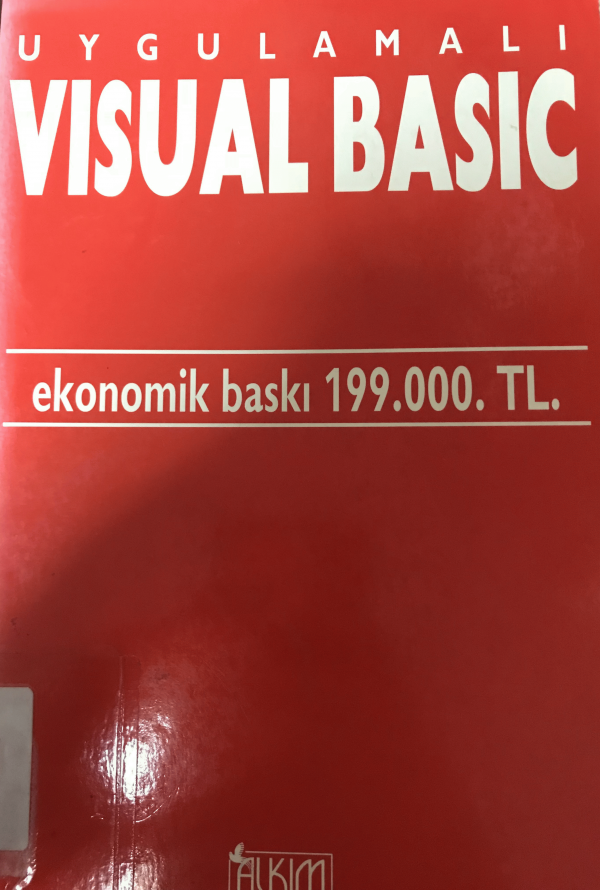 UYGULAMALI
VISUAL BASIC
ekonomik baskı 199.000. TL.
ALKIM